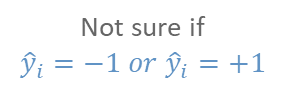 Not sure if
ŷᵢ = −1 or ŷᵢ = +1